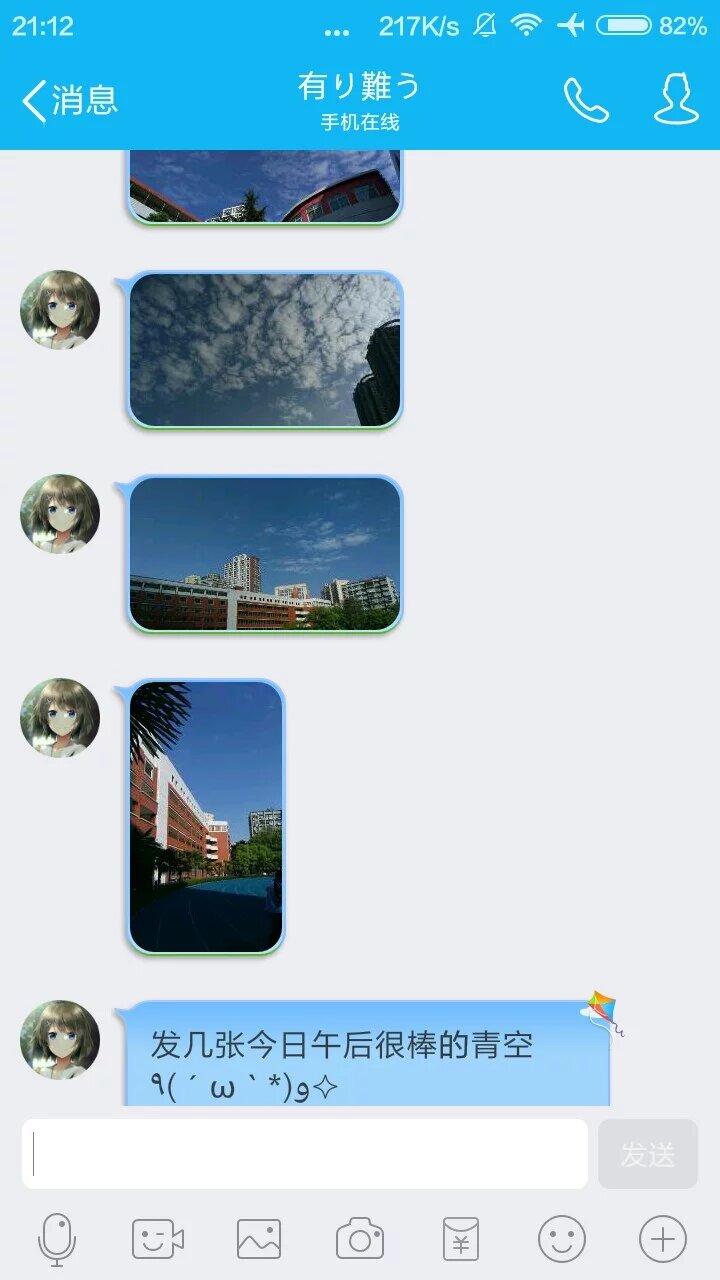 21:12 ... 217K/s 82%
消息
有り難う
手机在线
发几张今日午后很棒的青空
٩( ´ ω ` *)و✧
发送